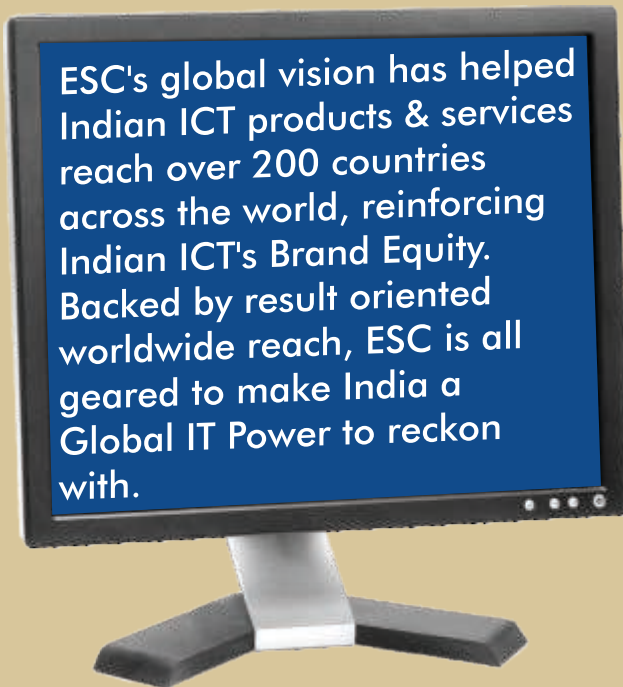 ESC's global vision has helped
Indian ICT products & services
reach over 200 countries
across the world, reinforcing
Indian ICT's Brand Equity.
Backed by result oriented
worldwide reach, ESC is all
geared to make India a
Global IT Power to reckon
with.